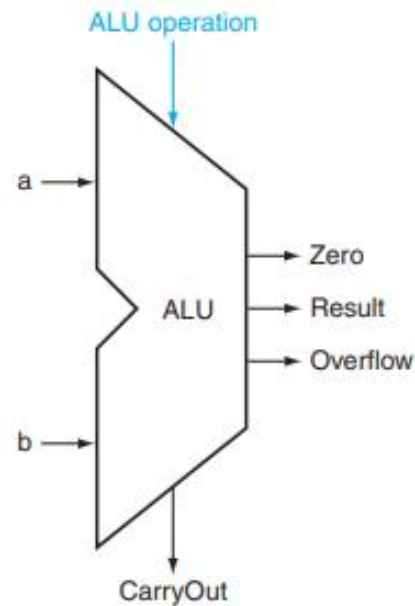 ALU operation
a
Zero
ALU
Result
Overflow
b
CarryOut